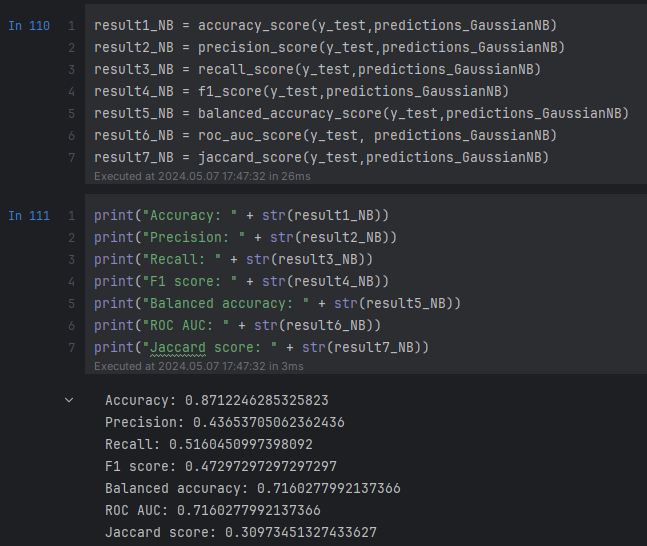 In 110
1 result1_NB = accuracy_score(y_test,predictions_GaussianNB)
2 result2_NB = precision_score(y_test,predictions_GaussianNB)
3 result3_NB = recall_score(y_test,predictions_GaussianNB)
4 result4_NB = f1_score(y_test,predictions_GaussianNB)
5 result5_NB = balanced_accuracy_score(y_test,predictions_GaussianNB)
6 result6_NB = roc_auc_score(y_test, predictions_GaussianNB)
7 result7_NB = jaccard_score(y_test,predictions_GaussianNB)
Executed at 2024.05.07 17:47:32 in 26ms
In 111
1 print("Accuracy: " + str(result1_NB))
2 print("Precision: " + str(result2_NB))
3 print("Recall: " + str(result3_NB))
4 print("F1 score: " + str(result4_NB))
5 print("Balanced accuracy: " + str(result5_NB))
6 print("ROC AUC: " + str(result6_NB))
7 print("Jaccard score: " + str(result7_NB))
Executed at 2024.05.07 17:47:32 in 3ms
Accuracy: 0.8712246285325823
Precision: 0.43653705062362436
Recall: 0.5160450997398092
F1 score: 0.47297297297297297
Balanced accuracy: 0.7160277992137366
ROC AUC: 0.7160277992137366
Jaccard score: 0.30973451327433627